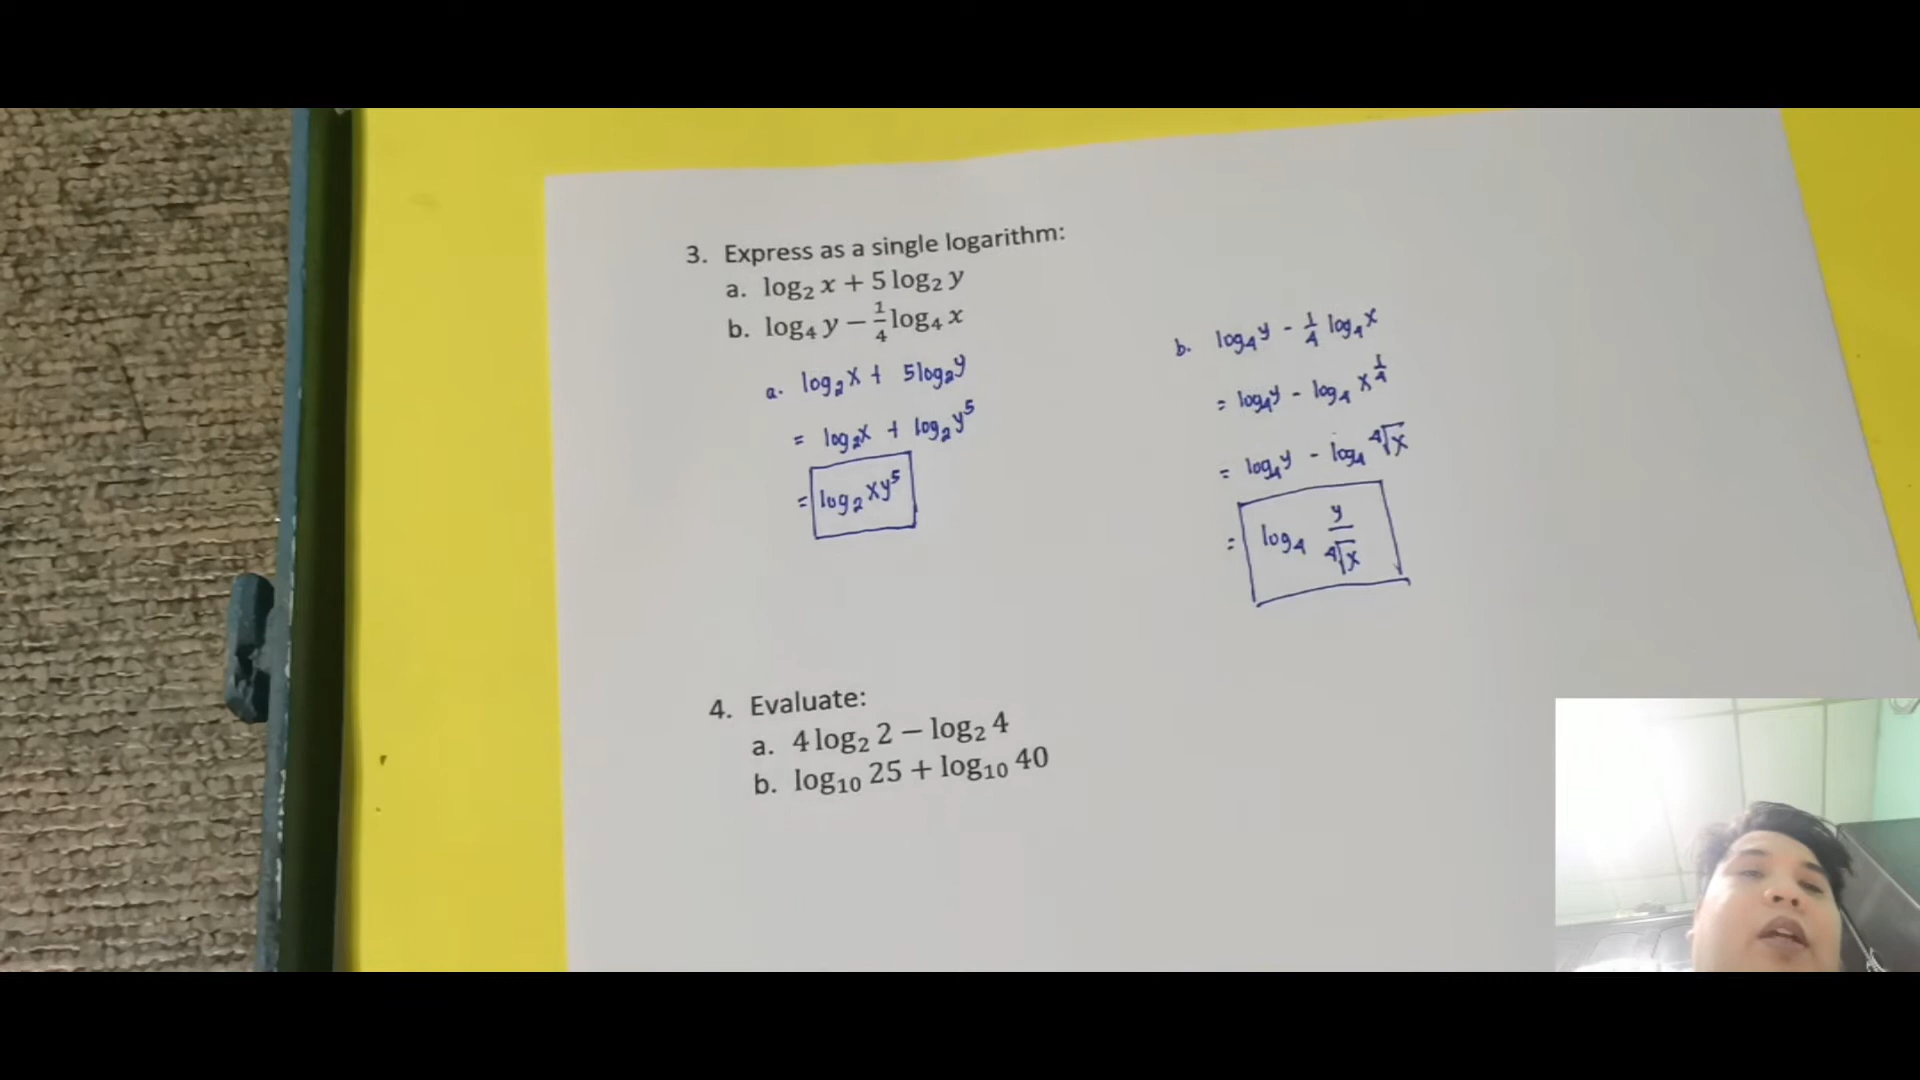 3. Express as a single logarithm:
a. log₂ x + 5 log₂ y
b. log₄ y − 1/4 log₄ x
a. log₂x + 5log₂y
= log₂x + log₂y⁵
= log₂ xy⁵
b. log₄y - 1/4 log₄x
= log₄y - log₄ x^1/4
= log₄y - log₄ ⁴√x
= log₄ y/⁴√x
4. Evaluate:
a. 4 log₂ 2 − log₂ 4
b. log₁₀ 25 + log₁₀ 40